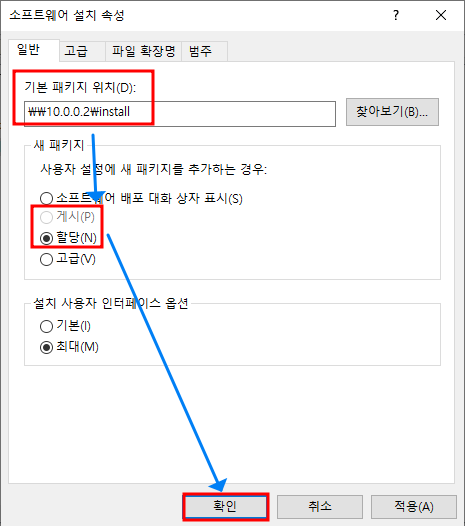 소프트웨어 설치 속성
일반 고급 파일 확장명 범주
기본 패키지 위치(D):
₩₩10.0.0.2₩install 찾아보기(B)...
새 패키지
사용자 설정에 새 패키지를 추가하는 경우:
소프트웨어 배포 대화 상자 표시(S)
게시(P)
할당(N)
고급(V)
설치 사용자 인터페이스 옵션
기본(I)
최대(M)
확인 취소 적용(A)